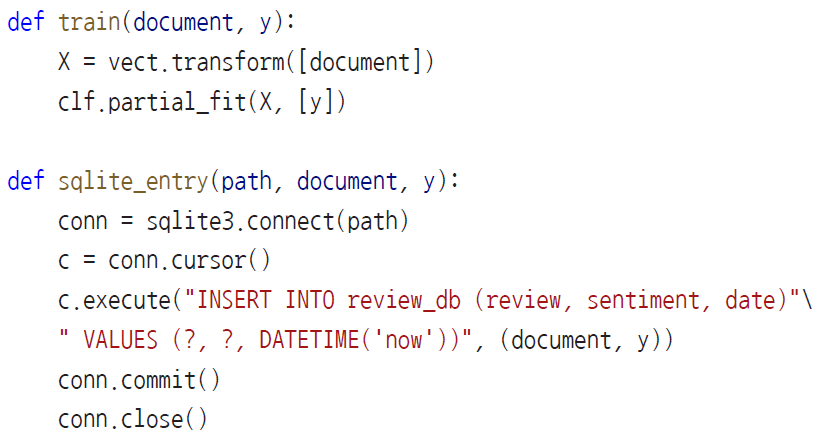 def train(document, y):
    X = vect.transform([document])
    clf.partial_fit(X, [y])

def sqlite_entry(path, document, y):
    conn = sqlite3.connect(path)
    c = conn.cursor()
    c.execute("INSERT INTO review_db (review, sentiment, date)"\
    " VALUES (?, ?, DATETIME('now'))", (document, y))
    conn.commit()
    conn.close()